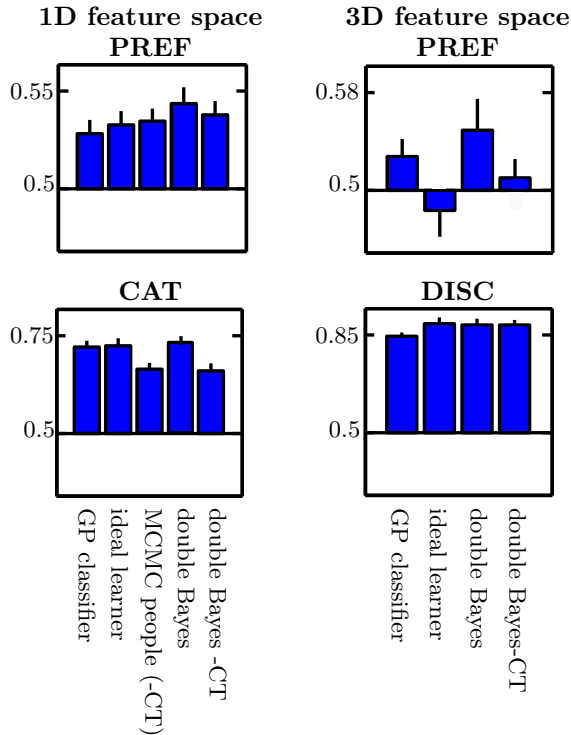 1D feature space
PREF
0.55
0.5
3D feature space
PREF
0.58
0.5
CAT
0.75
0.5
GP classifier
ideal learner
MCMC people (-CT)
double Bayes
double Bayes -CT
DISC
0.85
0.5
GP classifier
ideal learner
double Bayes
double Bayes-CT